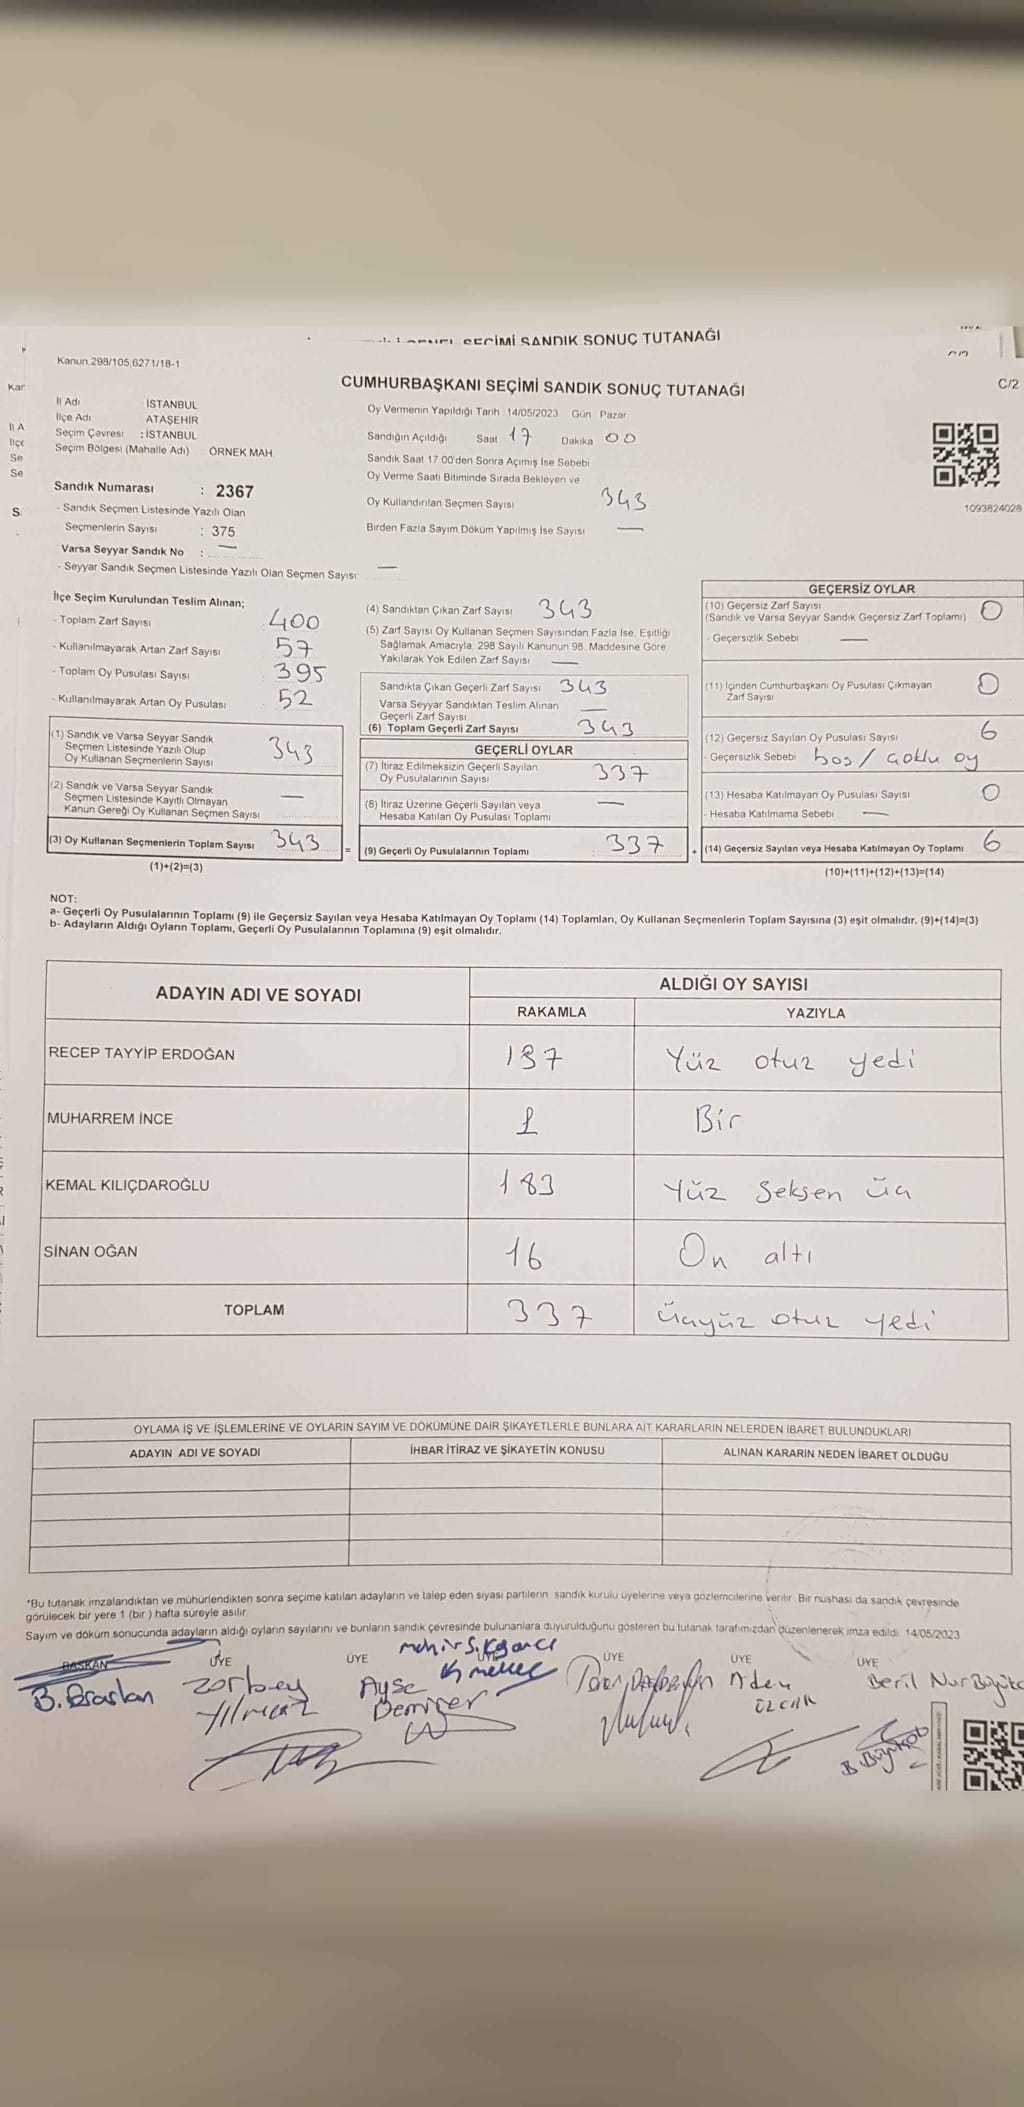 SEÇİMİ SANDIK SONUÇ TUTANAĞI
Kanun:298/105,6271/18-1
CUMHURBAŞKANI SEÇİMİ SANDIK SONUÇ TUTANAĞI
C/2
İl Adı İSTANBUL
İlçe Adı ATAŞEHİR
Seçim Çevresi : İSTANBUL
Seçim Bölgesi (Mahalle Adı) ÖRNEK MAH.
Sandık Numarası : 2367
- Sandık Seçmen Listesinde Yazılı Olan
Seçmenlerin Sayısı : 375
Varsa Seyyar Sandık No : —
- Seyyar Sandık Seçmen Listesinde Yazılı Olan Seçmen Sayısı: —
Oy Vermenin Yapıldığı Tarih : 14/05/2023 Gün : Pazar
Sandığın Açıldığı Saat 17 Dakika 00
Sandık Saat 17:00'den Sonra Açılmış İse Sebebi
Oy Verme Saati Bitiminde Sırada Bekleyen ve
Oy Kullandırılan Seçmen Sayısı 343
Birden Fazla Sayım Döküm Yapılmış İse Sayısı —
1093824028
İlçe Seçim Kurulundan Teslim Alınan;
- Toplam Zarf Sayısı 400
- Kullanılmayarak Artan Zarf Sayısı 57
- Toplam Oy Pusulası Sayısı 395
- Kullanılmayarak Artan Oy Pusulası 52
(1) Sandık ve Varsa Seyyar Sandık
Seçmen Listesinde Yazılı Olup
Oy Kullanan Seçmenlerin Sayısı 343
(2) Sandık ve Varsa Seyyar Sandık
Seçmen Listesinde Kayıtlı Olmayan
Kanun Gereği Oy Kullanan Seçmen Sayısı —
(3) Oy Kullanan Seçmenlerin Toplam Sayısı 343 =
(1)+(2)=(3)
(4) Sandıktan Çıkan Zarf Sayısı 343
(5) Zarf Sayısı Oy Kullanan Seçmen Sayısından Fazla İse, Eşitliği
Sağlamak Amacıyla, 298 Sayılı Kanunun 98. Maddesine Göre
Yakılarak Yok Edilen Zarf Sayısı —
Sandıkta Çıkan Geçerli Zarf Sayısı 343
Varsa Seyyar Sandıktan Teslim Alınan
Geçerli Zarf Sayısı —
(6) Toplam Geçerli Zarf Sayısı 343
GEÇERLİ OYLAR
(7) İtiraz Edilmeksizin Geçerli Sayılan
Oy Pusulalarının Sayısı 337
(8) İtiraz Üzerine Geçerli Sayılan veya
Hesaba Katılan Oy Pusulası Toplamı —
(9) Geçerli Oy Pusulalarının Toplamı 337 +
GEÇERSİZ OYLAR
(10) Geçersiz Zarf Sayısı
(Sandık ve Varsa Seyyar Sandık Geçersiz Zarf Toplamı) 0
- Geçersizlik Sebebi —
(11) İçinden Cumhurbaşkanı Oy Pusulası Çıkmayan
Zarf Sayısı 0
(12) Geçersiz Sayılan Oy Pusulası Sayısı 6
- Geçersizlik Sebebi boş / çoklu oy
(13) Hesaba Katılmayan Oy Pusulası Sayısı 0
- Hesaba Katılmama Sebebi —
(14) Geçersiz Sayılan veya Hesaba Katılmayan Oy Toplamı 6
(10)+(11)+(12)+(13)=(14)
NOT:
a- Geçerli Oy Pusulalarının Toplamı (9) ile Geçersiz Sayılan veya Hesaba Katılmayan Oy Toplamı (14) Toplamları, Oy Kullanan Seçmenlerin Toplam Sayısına (3) eşit olmalıdır. (9)+(14)=(3)
b- Adayların Aldığı Oyların Toplamı, Geçerli Oy Pusulalarının Toplamına (9) eşit olmalıdır.
ADAYIN ADI VE SOYADI ALDIĞI OY SAYISI
RAKAMLA YAZIYLA
RECEP TAYYİP ERDOĞAN 137 Yüz otuz yedi
MUHARREM İNCE 1 Bir
KEMAL KILIÇDAROĞLU 183 Yüz Seksen üç
SİNAN OĞAN 16 On altı
TOPLAM 337 üçyüz otuz yedi
OYLAMA İŞ VE İŞLEMLERİNE VE OYLARIN SAYIM VE DÖKÜMÜNE DAİR ŞİKAYETLERLE BUNLARA AİT KARARLARIN NELERDEN İBARET BULUNDUKLARI
ADAYIN ADI VE SOYADI İHBAR İTİRAZ VE ŞİKAYETİN KONUSU ALINAN KARARIN NEDEN İBARET OLDUĞU
*Bu tutanak imzalandıktan ve mühürlendikten sonra seçime katılan adayların ve talep eden siyasi partilerin sandık kurulu üyelerine veya gözlemcilerine verilir. Bir nüshası da sandık çevresinde
görülecek bir yere 1 (bir) hafta süreyle asılır.
Sayım ve döküm sonucunda adayların aldığı oyların sayılarını ve bunların sandık çevresinde bulunanlara duyurulduğunu gösteren bu tutanak tarafımızdan düzenlenerek imza edildi. 14/05/2023
BAŞKAN ÜYE ÜYE ÜYE ÜYE ÜYE ÜYE
Zorbey Yılmaz
Ayşe Demirer
Beril Nur
B. Büyükçob